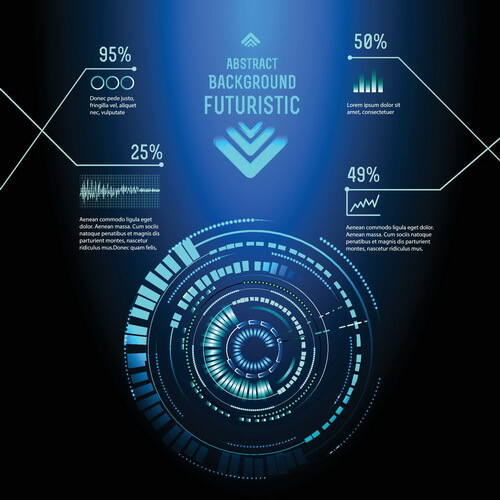 ABSTRACT
BACKGROUND
FUTURISTIC
95%
Donec pede justo,
fringilla vel, aliquet
nec, vulputate
50%
Lorem ipsum dolor sit
amet, consectetuer
25%
Aenean commodo ligula eget
dolor. Aenean massa. Cum sociis
natoque penatibus et magnis dis
parturient montes, nascetur
ridiculus mus.Donec quam felis,
49%
Aenean commodo ligula eget
dolor. Aenean massa. Cum sociis
natoque penatibus et magnis dis
parturient montes, nascetur
ridiculus mus.